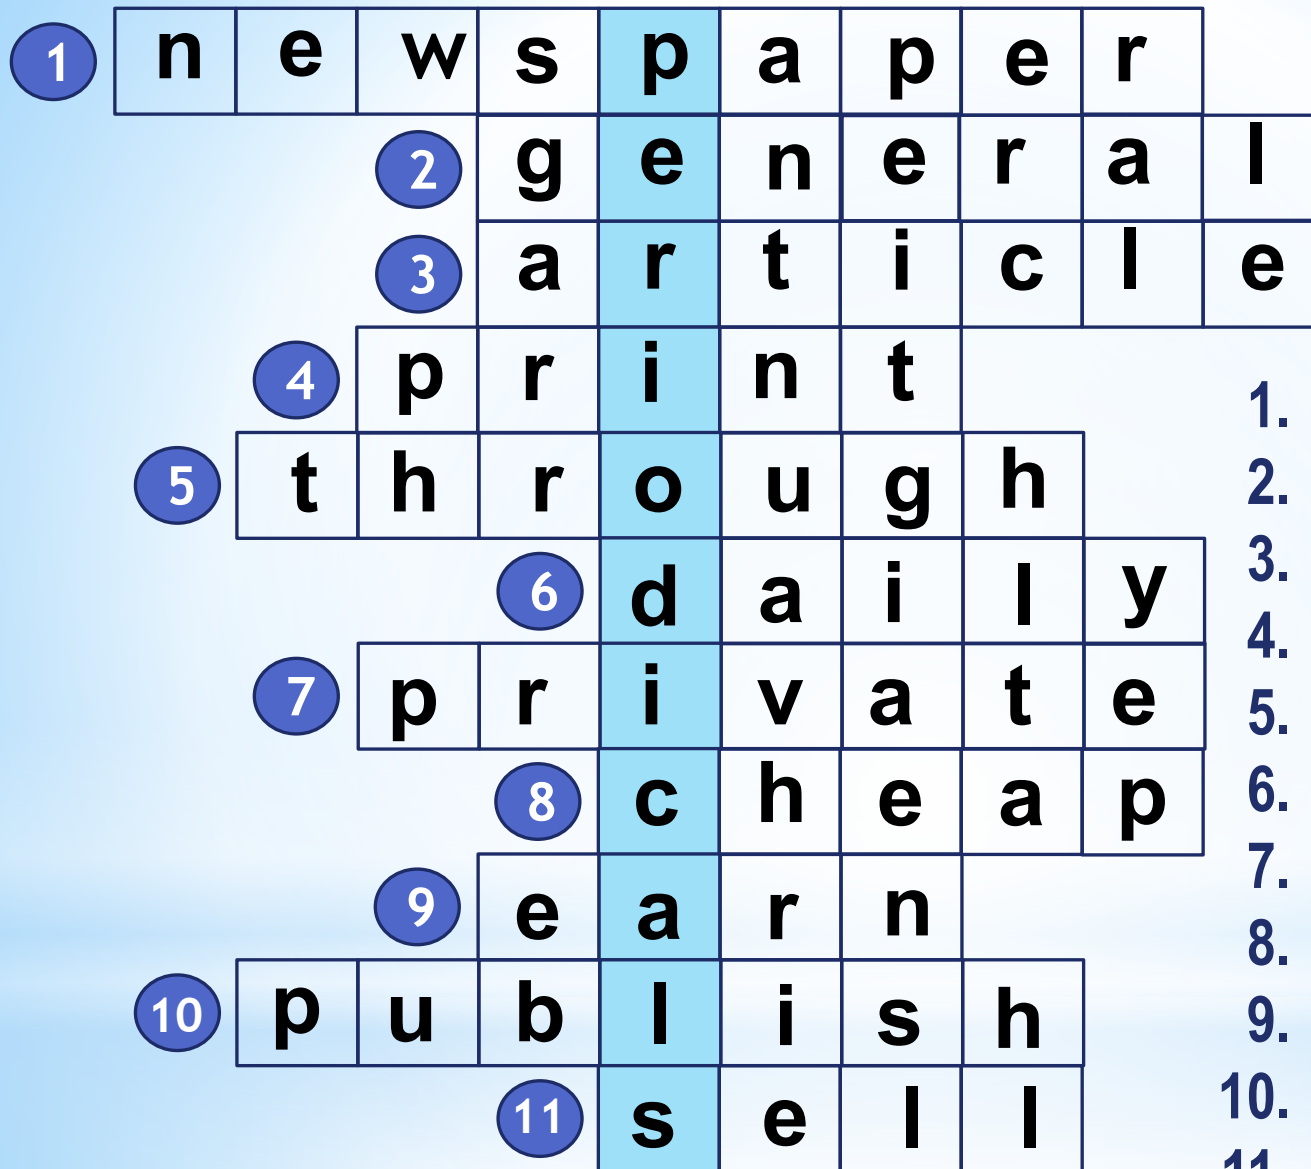 1 newspaper
2 general
3 article
4 print
1.
5 through
2.
3.
6 daily
4.
7 private
5.
8 cheap
6.
7.
9 earn
8.
10 publish
9.
10.
11 sell
11.